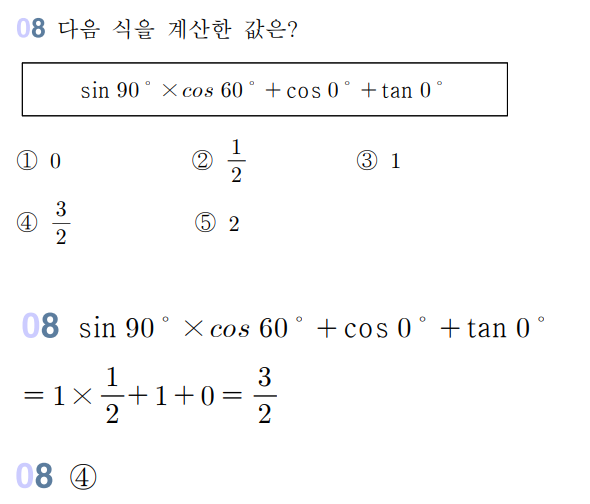 08 다음 식을 계산한 값은?
sin 90° × cos 60° + cos 0° + tan 0°
① 0 ② 1/2 ③ 1
④ 3/2 ⑤ 2
08 sin 90° × cos 60° + cos 0° + tan 0°
= 1 × 1/2 + 1 + 0 = 3/2
08 ④